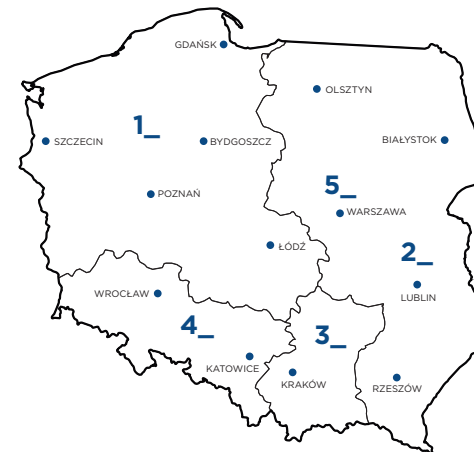 GDAŃSK
OLSZTYN
1_
SZCZECIN
BYDGOSZCZ
BIAŁYSTOK
POZNAŃ
5_
WARSZAWA
ŁÓDŹ
2_
WROCŁAW
LUBLIN
4_
3_
KATOWICE
KRAKÓW
RZESZÓW